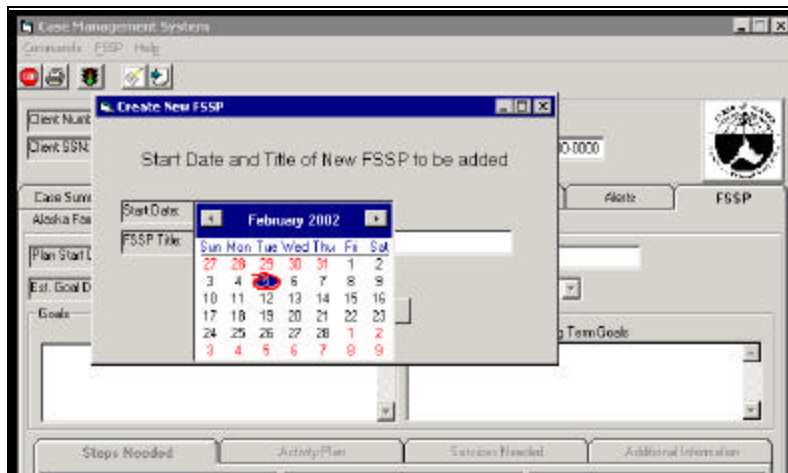 Case Management System
Commands FSSP Help
Create New FSSP
Client Numb
Client SSN:
00-0000
Start Date and Title of New FSSP to be added
Case Summ
Alerts
FSSP
Alaska Fam
Start Date:
February 2002
FSSP Title:
Plan Start D
Sun Mon Tue Wed Thu Fri Sat
27 28 29 30 31 1 2
Est. Goal D
3 4 5 6 7 8 9
10 11 12 13 14 15 16
Goals
17 18 19 20 21 22 23
24 25 26 27 28 1 2
Term Goals
3 4 5 6 7 8 9
Steps Needed
Activity Plan
Services Needed
Additional Information